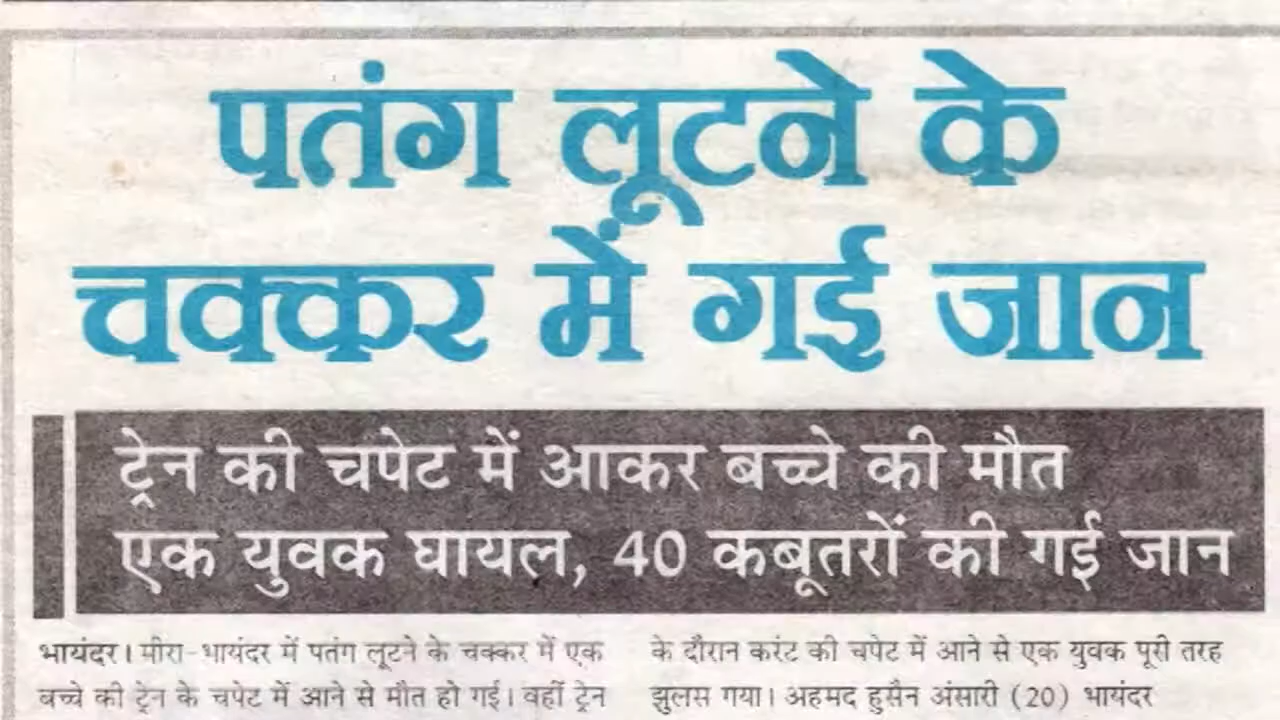 पतंग लूटने के
चक्कर में गई जान
ट्रेन की चपेट में आकर बच्चे की मौत
एक युवक घायल, 40 कबूतरों की गई जान
भायंदर। मीरा-भायंदर में पतंग लूटने के चक्कर में एक
बच्चे की ट्रेन के चपेट में आने से मौत हो गई। वहीं ट्रेन
के दौरान करंट की चपेट में आने से एक युवक पूरी तरह
झुलस गया। अहमद हुसैन अंसारी (20) भायंदर